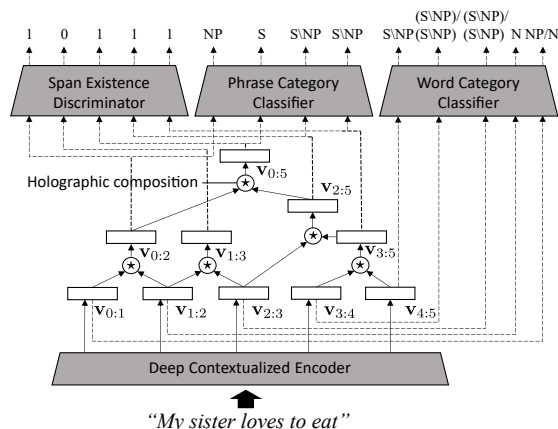 (S\NP)/ (S\NP)/
1 0 1 1 1 NP S S\NP S\NP S\NP (S\NP) (S\NP) N NP/N
Span Existence Phrase Category Word Category
Discriminator Classifier Classifier
v0:5
Holographic composition
v2:5
v0:2 v1:3 v3:5
v0:1 v1:2 v2:3 v3:4 v4:5
Deep Contextualized Encoder
“My sister loves to eat”